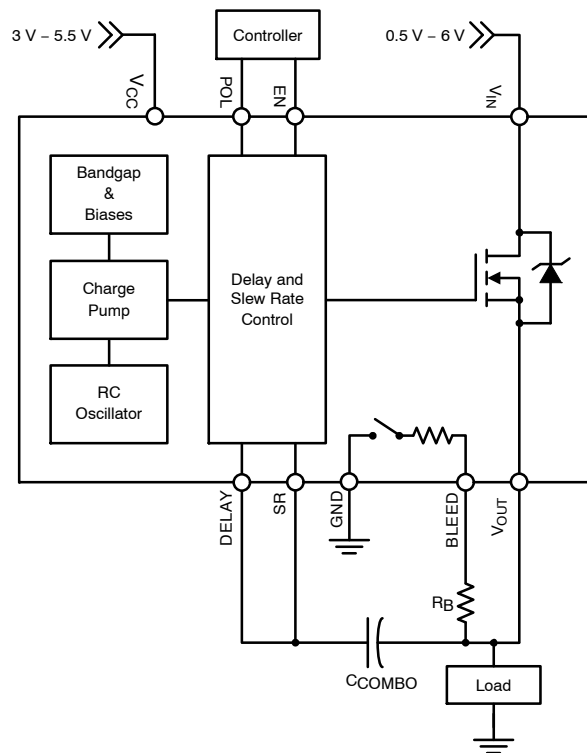 3 V – 5.5 V
Controller
0.5 V – 6 V
VCC
POL
EN
VIN
Bandgap
&
Biases
Charge
Pump
RC
Oscillator
Delay and
Slew Rate
Control
DELAY
SR
GND
BLEED
VOUT
RB
CCOMBO
Load